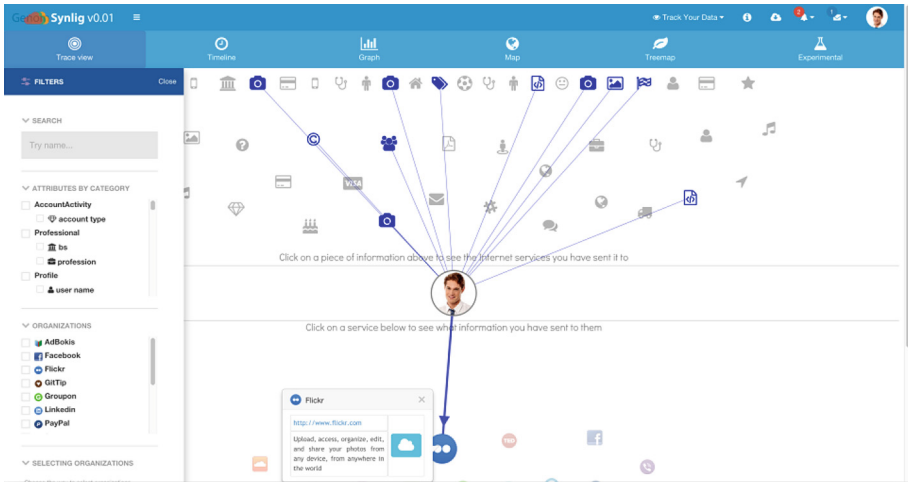 Genbin Synlig v0.01
Track Your Data
2
1
Trace view
Timeline
Graph
Map
Treemap
Experimental
FILTERS
Close
SEARCH
Try name...
ATTRIBUTES BY CATEGORY
AccountActivity
account type
Professional
bs
profession
Profile
user name
ORGANIZATIONS
AdBokis
Facebook
Flickr
GitTip
Groupon
Linkedin
PayPal
SELECTING ORGANIZATIONS
VISA
Click on a piece of information above to see the Internet services you have sent it to
Click on a service below to see what information you have sent to them
Flickr
http://www.flickr.com
Upload, access, organize, edit,
and share your photos from
any device, from anywhere in
the world
TED